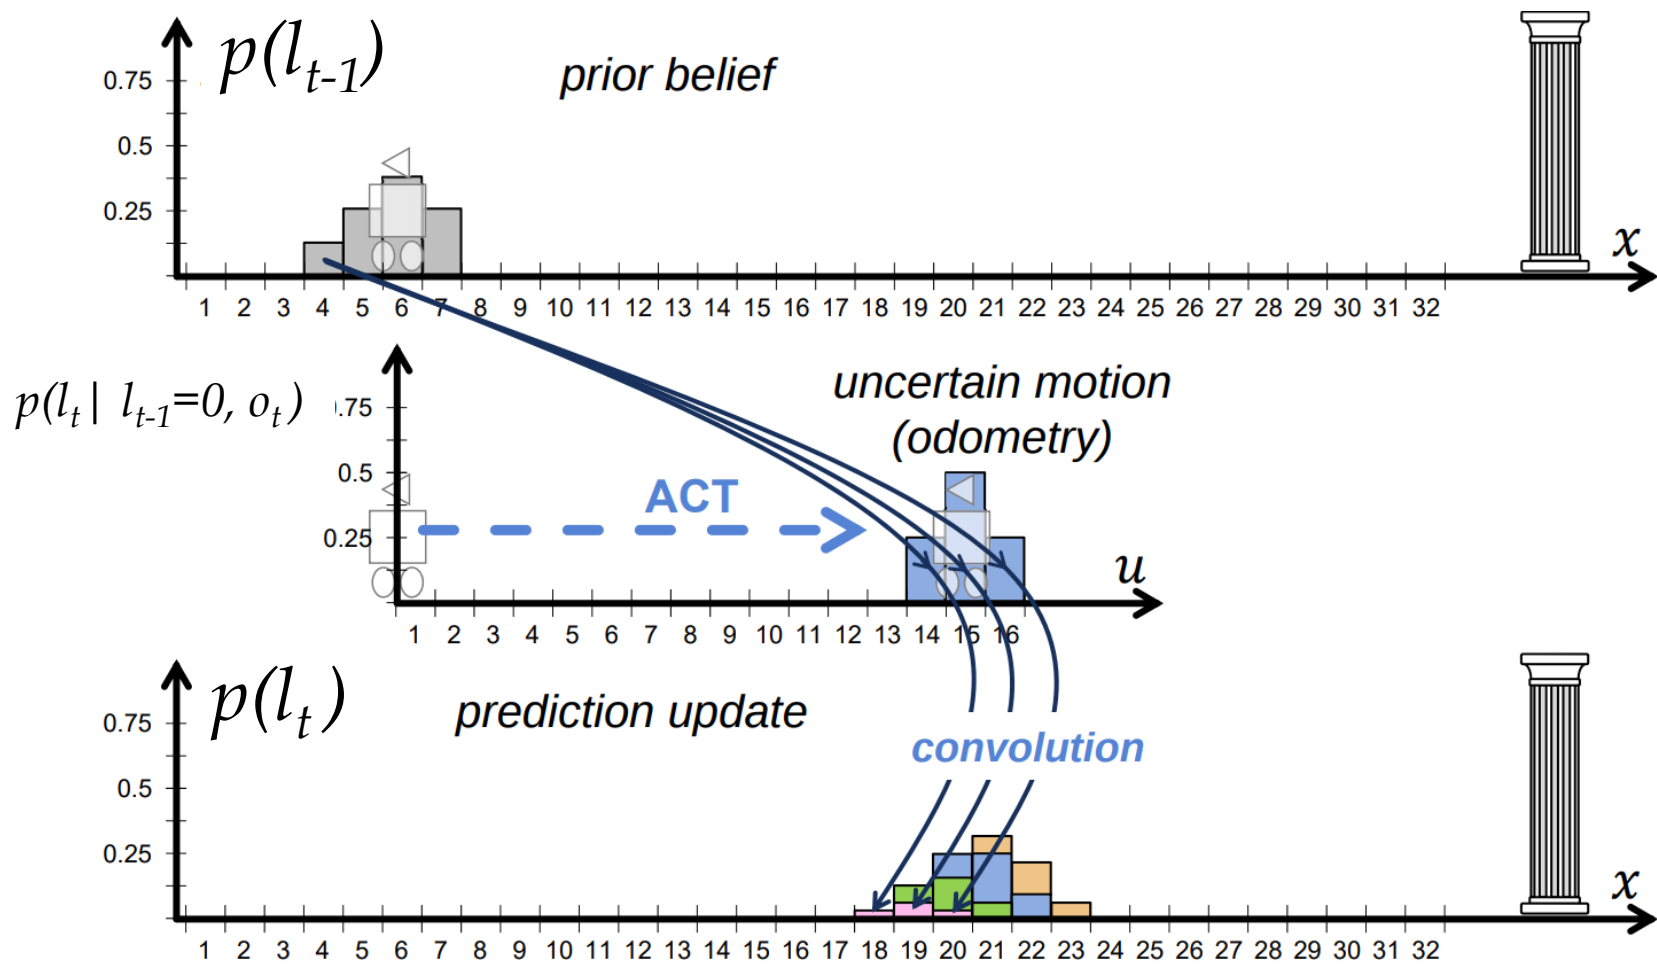 p(l_{t-1})
prior belief
0.75
0.5
0.25
x
1 2 3 4 5 6 7 8 9 10 11 12 13 14 15 16 17 18 19 20 21 22 23 24 25 26 27 28 29 30 31 32
p(l_t | l_{t-1}=0, o_t)
uncertain motion
(odometry)
.75
0.5
0.25
ACT
u
1 2 3 4 5 6 7 8 9 10 11 12 13 14 15 16
p(l_t)
prediction update
convolution
0.75
0.5
0.25
x
1 2 3 4 5 6 7 8 9 10 11 12 13 14 15 16 17 18 19 20 21 22 23 24 25 26 27 28 29 30 31 32